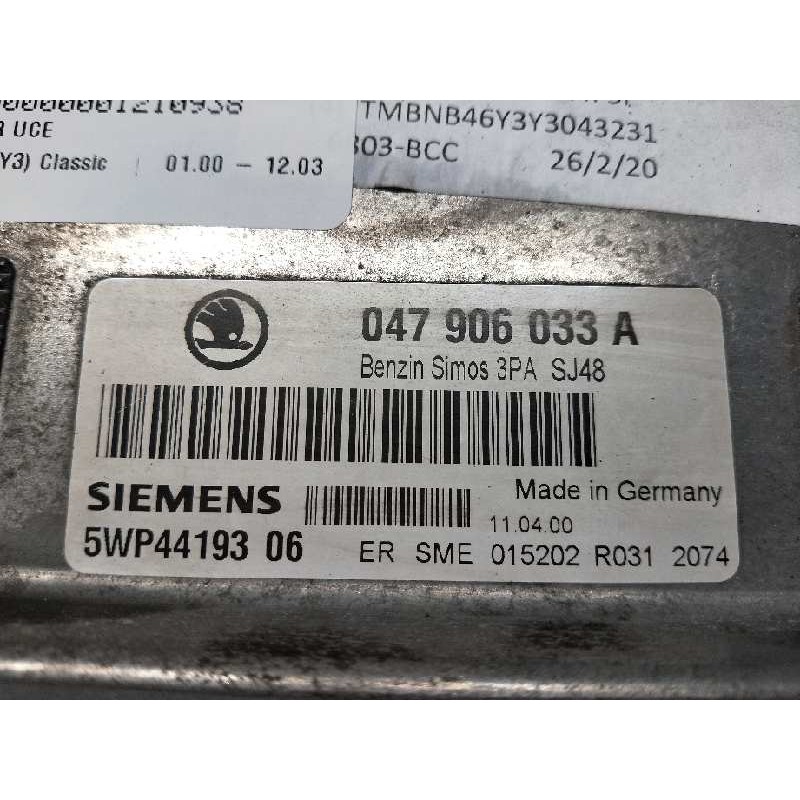 00000001210938
UCE
Y3) Classic 01.00 – 12.03
TMBNB46Y3Y3043231
303-BCC 26/2/20
047 906 033 A
Benzin Simos 3PA SJ48
SIEMENS
Made in Germany
11.04.00
5WP44193 06
ER SME 015202 R031 2074